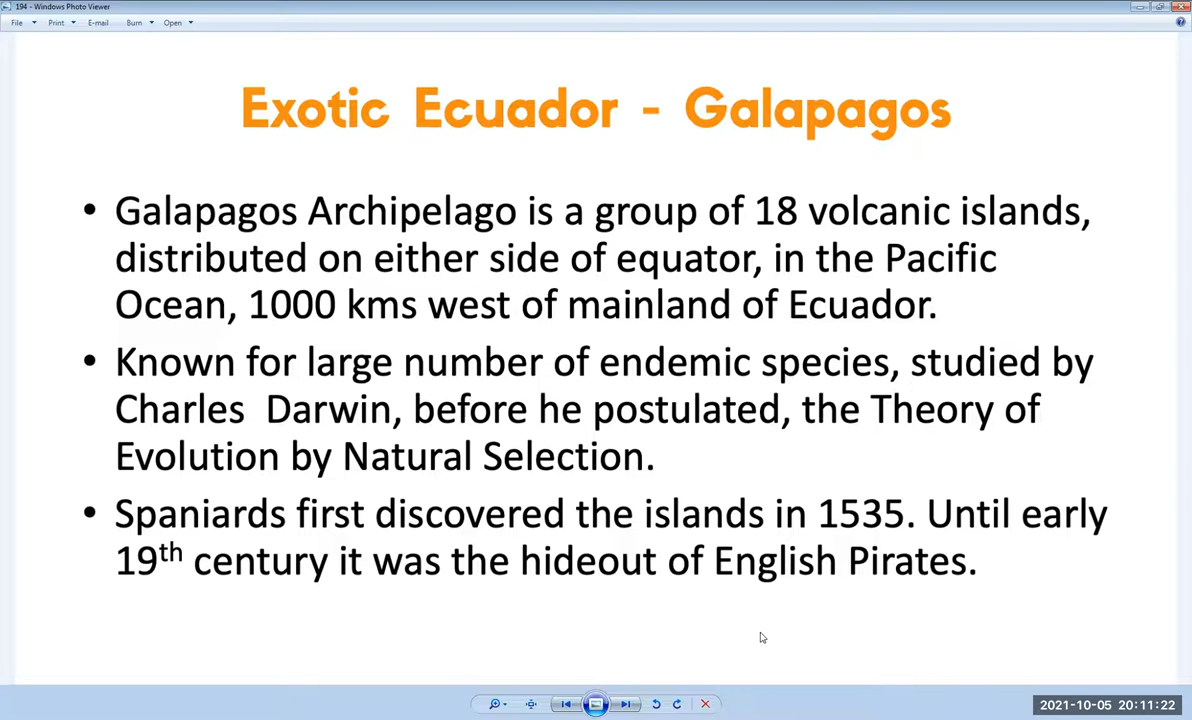 194 - Windows Photo Viewer
File Print E-mail Burn Open
Exotic Ecuador - Galapagos
• Galapagos Archipelago is a group of 18 volcanic islands,
distributed on either side of equator, in the Pacific
Ocean, 1000 kms west of mainland of Ecuador.
• Known for large number of endemic species, studied by
Charles  Darwin, before he postulated, the Theory of
Evolution by Natural Selection.
• Spaniards first discovered the islands in 1535. Until early
19th century it was the hideout of English Pirates.
2021-10-05 20:11:22